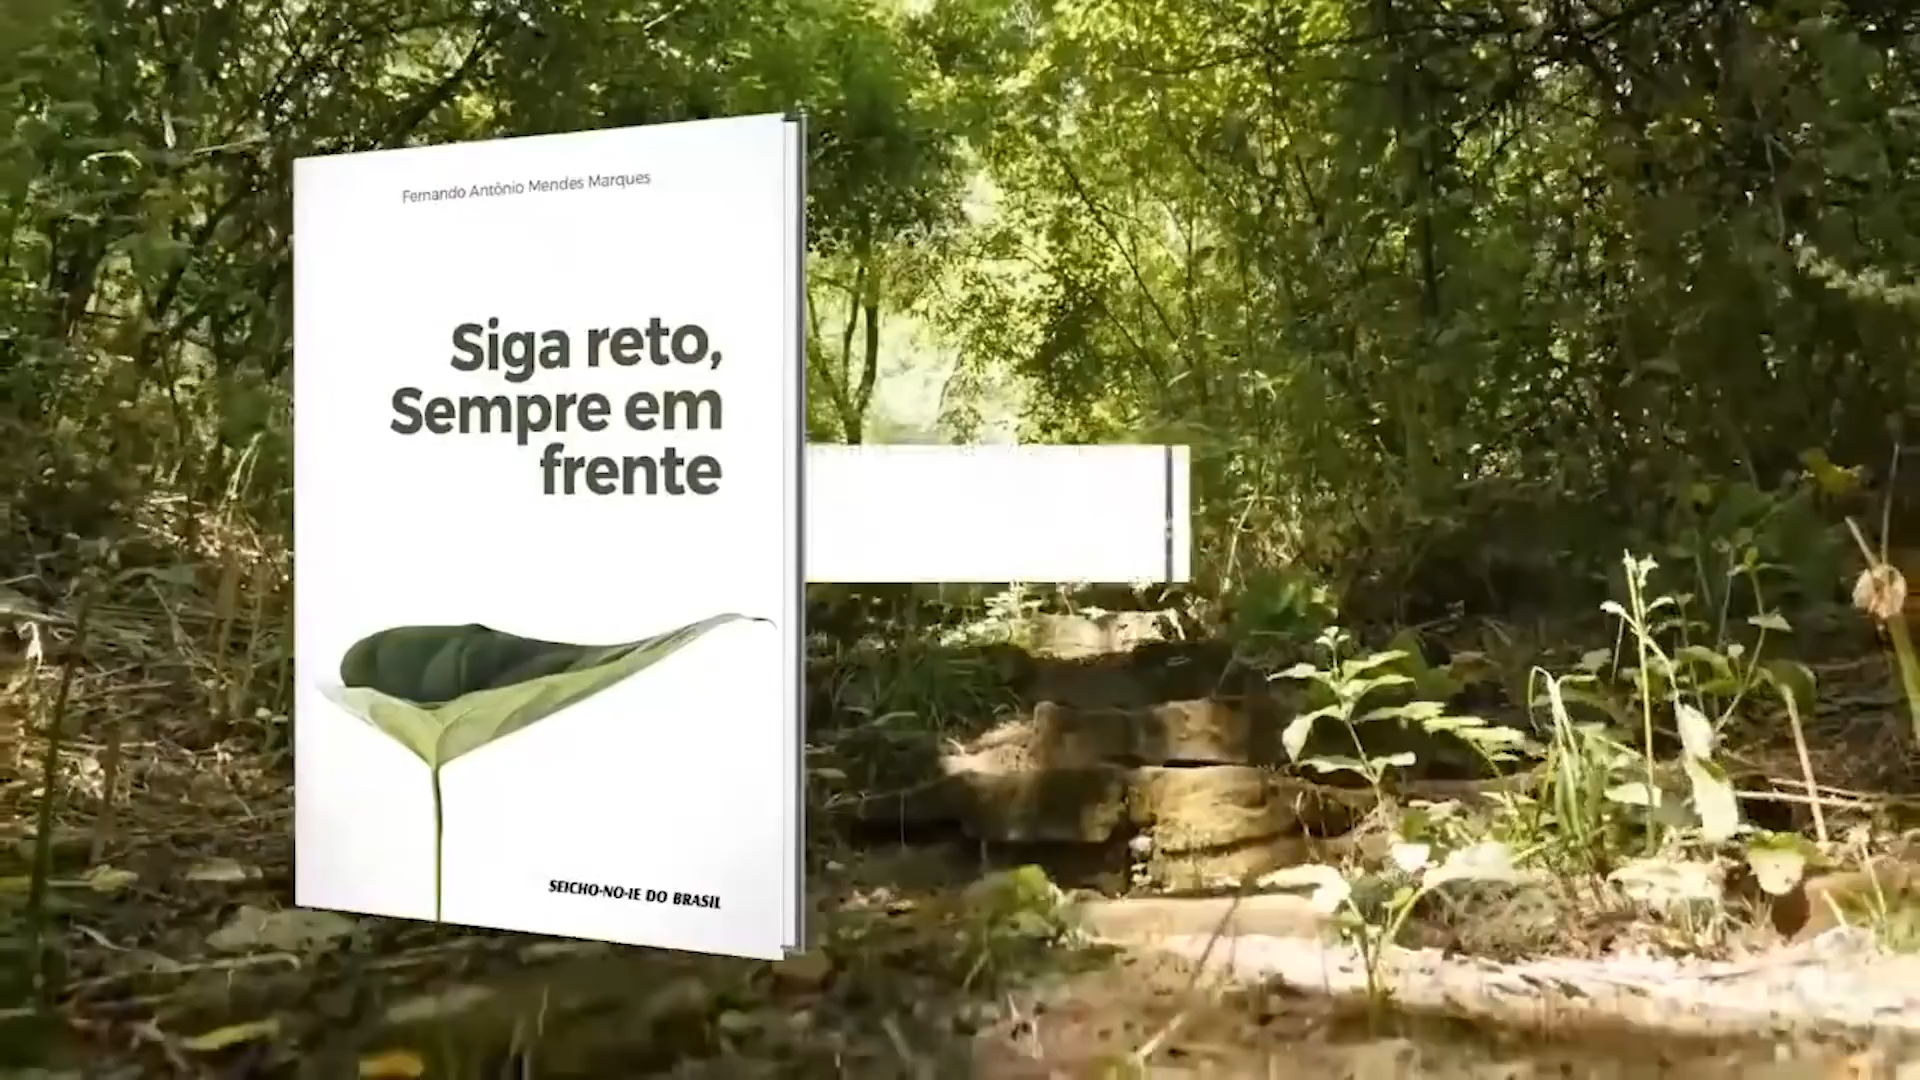 Fernando Antônio Mendes Marques
Siga reto,
Sempre em
frente
SEICHO-NO-IE DO BRASIL